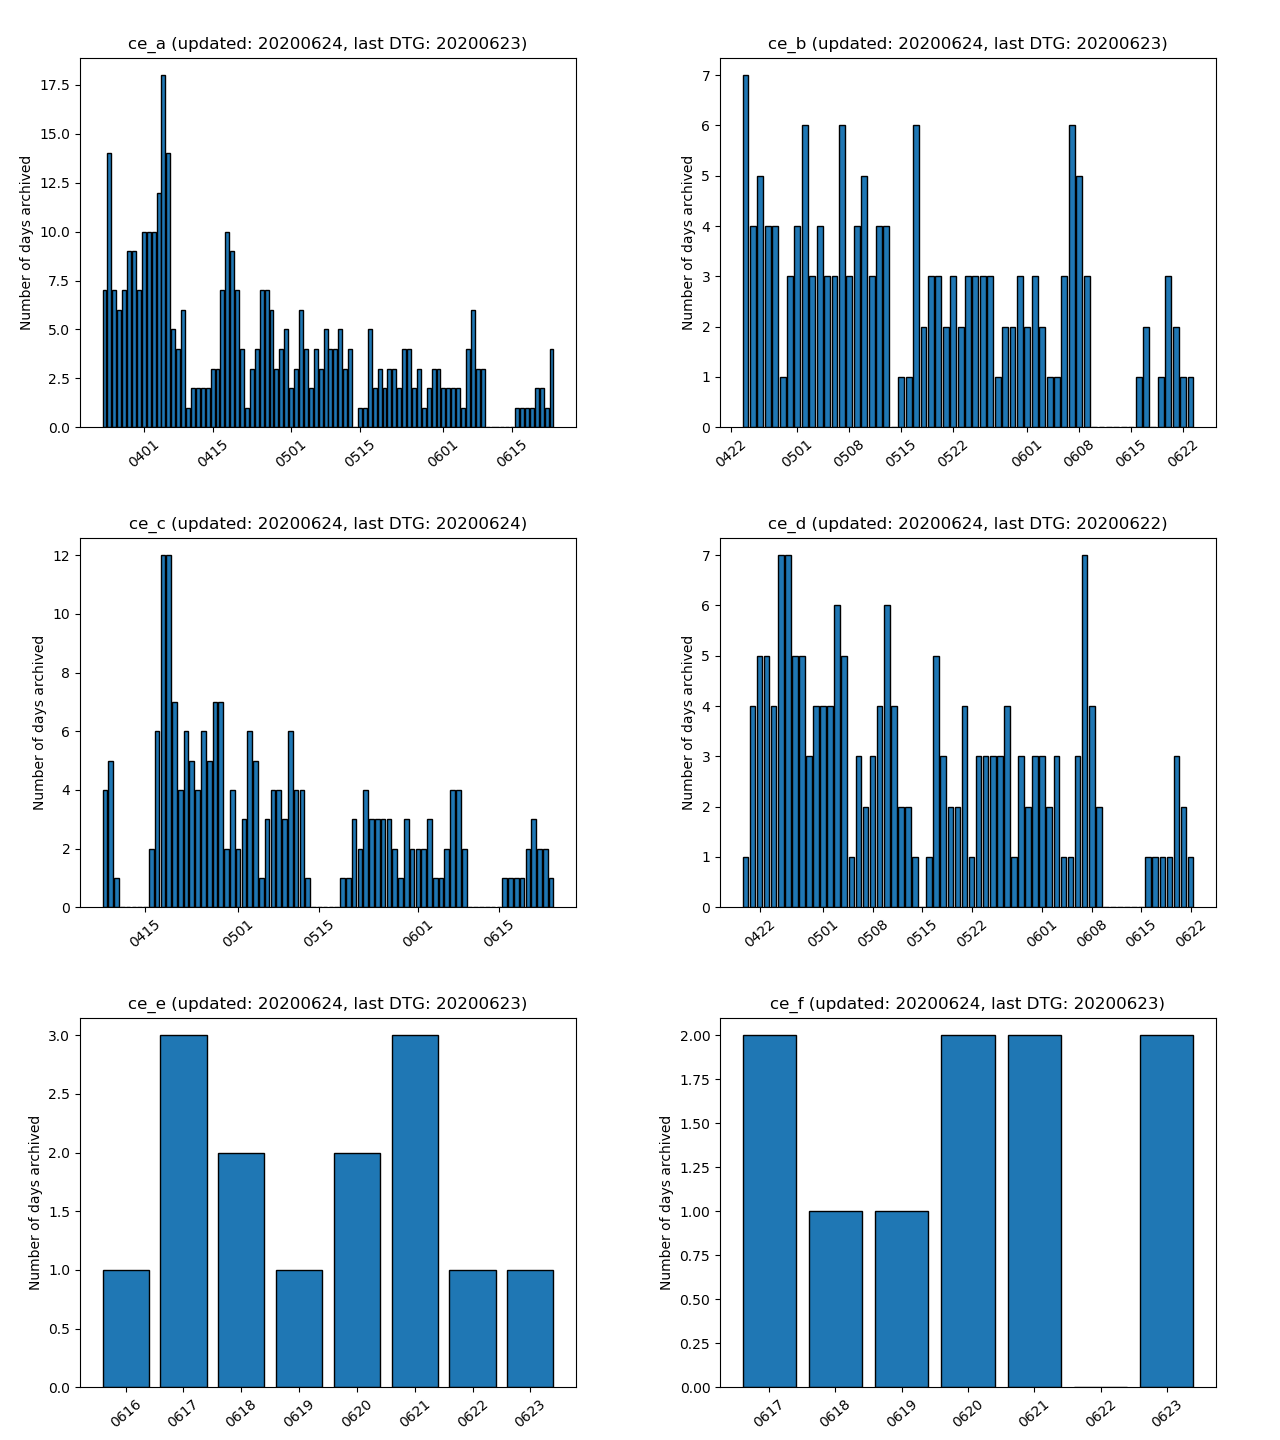 ce_a (updated: 20200624, last DTG: 20200623)
Number of days archived
17.5
15.0
12.5
10.0
7.5
5.0
2.5
0.0
0401 0415 0501 0515 0601 0615
ce_b (updated: 20200624, last DTG: 20200623)
Number of days archived
7
6
5
4
3
2
1
0
0422 0501 0508 0515 0522 0601 0608 0615 0622
ce_c (updated: 20200624, last DTG: 20200624)
Number of days archived
12
10
8
6
4
2
0
0415 0501 0515 0601 0615
ce_d (updated: 20200624, last DTG: 20200622)
Number of days archived
7
6
5
4
3
2
1
0
0422 0501 0508 0515 0522 0601 0608 0615 0622
ce_e (updated: 20200624, last DTG: 20200623)
Number of days archived
3.0
2.5
2.0
1.5
1.0
0.5
0.0
0616 0617 0618 0619 0620 0621 0622 0623
ce_f (updated: 20200624, last DTG: 20200623)
Number of days archived
2.00
1.75
1.50
1.25
1.00
0.75
0.50
0.25
0.00
0617 0618 0619 0620 0621 0622 0623